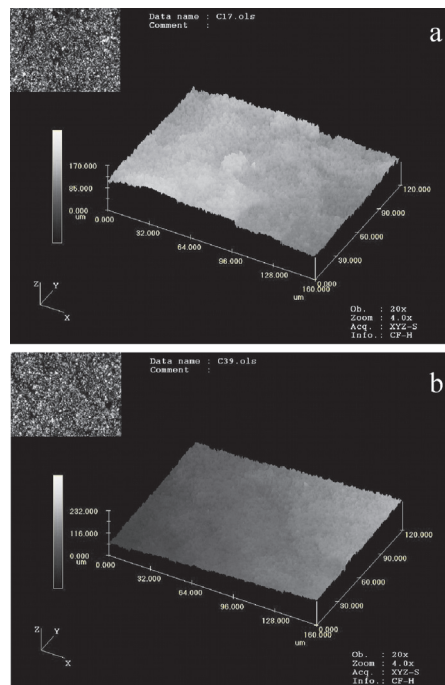 Data name : C17.ols
Comment :
a
170.000
85.000
0.000
um
0.000
32.000
64.000
96.000
128.000
160.000
um
0.000
30.000
60.000
90.000
120.000
Z
Y
X
Ob. : 20x
Zoom : 4.0x
Acq. : XYZ-S
Info.: CF-H
Data name : C39.ols
Comment :
b
232.000
116.000
0.000
um
0.000
32.000
64.000
96.000
128.000
160.000
um
0.000
30.000
60.000
90.000
120.000
Z
Y
X
Ob. : 20x
Zoom : 4.0x
Acq. : XYZ-S
Info.: CF-H